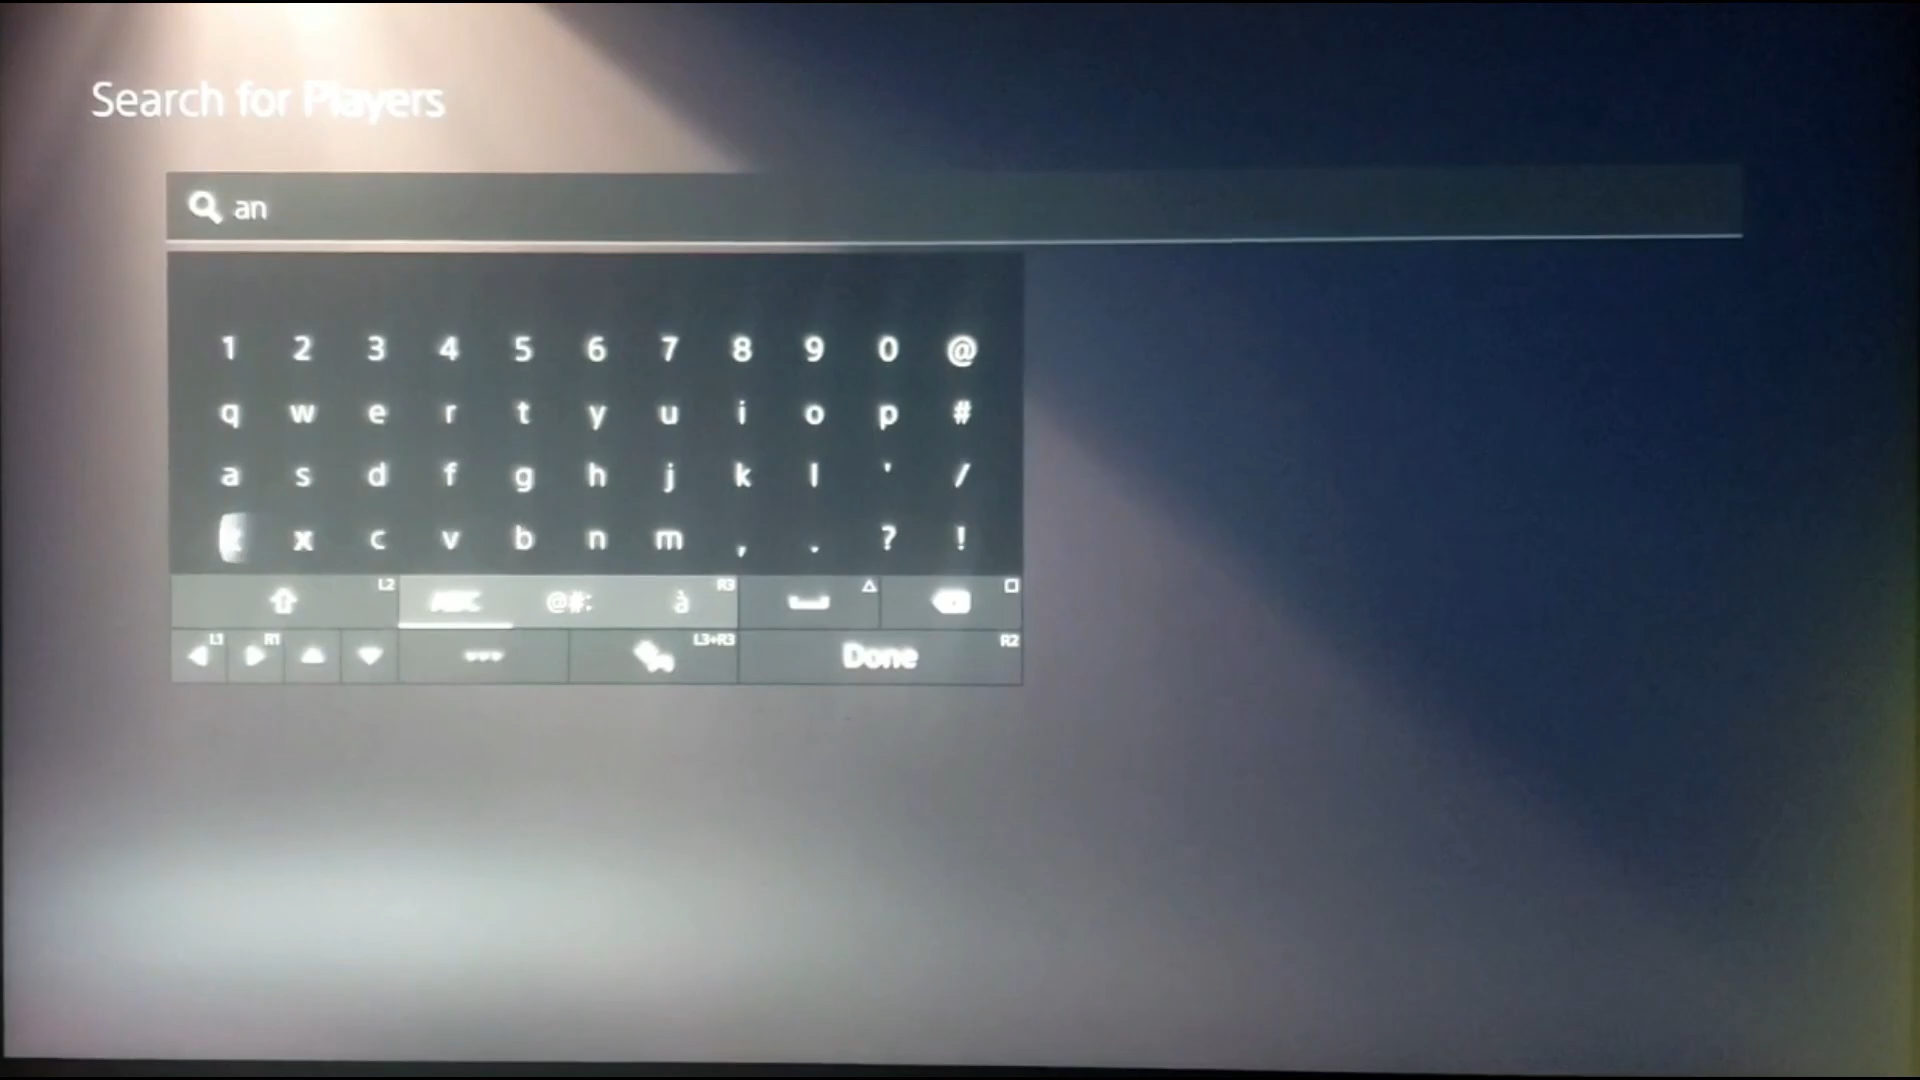 Search for Players
an
1 2 3 4 5 6 7 8 9 0 @
q w e r t y u i o p #
a s d f g h j k l ' /
z x c v b n m , . ? !
L2 ABC @#: à R3 △ □
L1 R1 ... L3+R3 Done R2